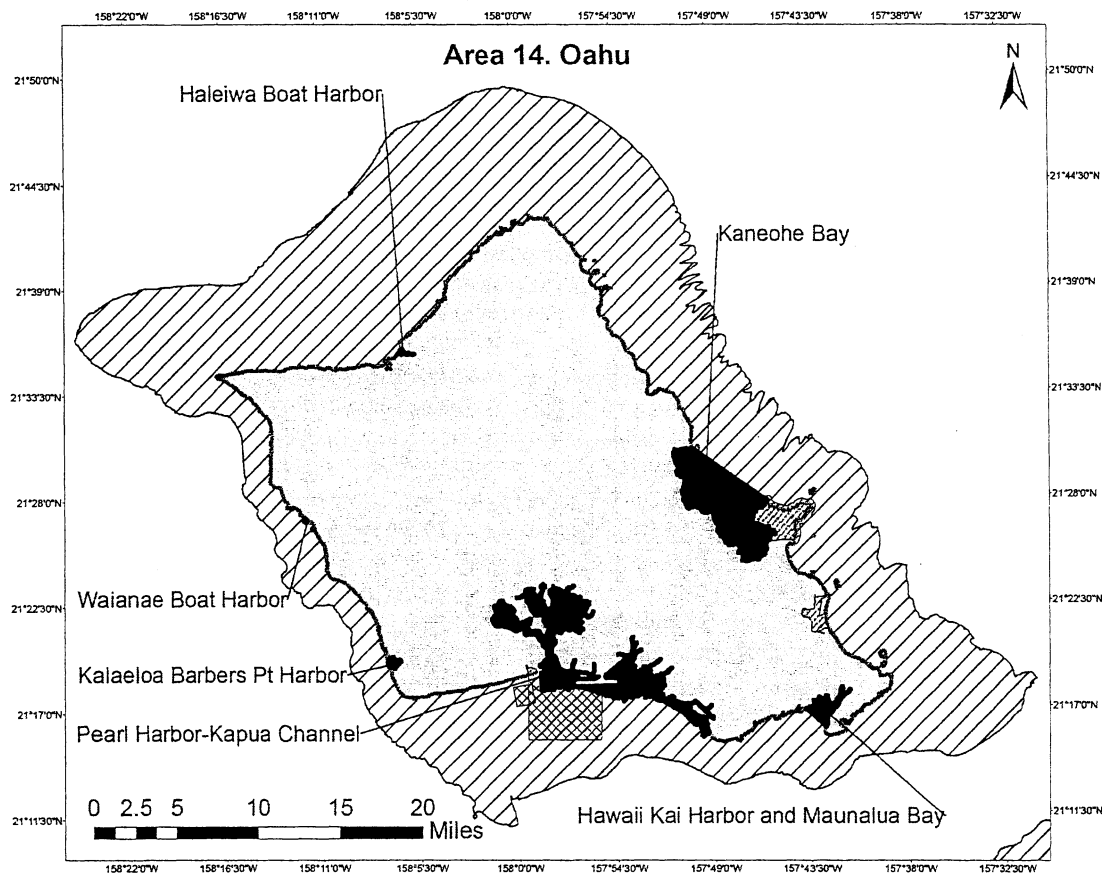 158°22'0"W 158°16'30"W 158°11'0"W 158°5'30"W 158°0'0"W 157°54'30"W 157°49'0"W 157°43'30"W 157°38'0"W 157°32'30"W
Area 14. Oahu
N
21°50'0"N 21°50'0"N
Haleiwa Boat Harbor
21°44'30"N 21°44'30"N
Kaneohe Bay
21°39'0"N 21°39'0"N
21°33'30"N 21°33'30"N
21°28'0"N 21°28'0"N
Waianae Boat Harbor
21°22'30"N 21°22'30"N
Kalaeloa Barbers Pt Harbor
21°17'0"N 21°17'0"N
Pearl Harbor-Kapua Channel
0 2.5 5 10 15 20
Miles
Hawaii Kai Harbor and Maunalua Bay
21°11'30"N 21°11'30"N
158°22'0"W 158°16'30"W 158°11'0"W 158°5'30"W 158°0'0"W 157°54'30"W 157°49'0"W 157°43'30"W 157°38'0"W 157°32'30"W